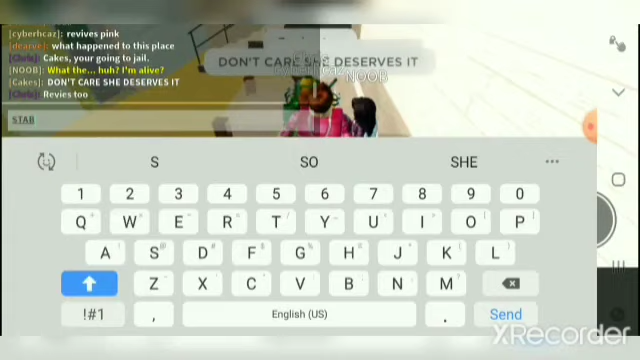 [cyberhcaz]: revives pink
[dearve]: what happened to this place
[Chris]: Cakes, your going to jail.
[NOOB]: What the... huh? I'm alive?
[Cakes]: DON'T CARE SHE DESERVES IT
[Chris]: Revies too
DON'T CARE SHE DESERVES IT
NOOB
STAB
S SO SHE
1 2 3 4 5 6 7 8 9 0
Q W E R T Y U I O P
A S D F G H J K L
Z X C V B N M
!#1 , English (US) . Send
XRecorder